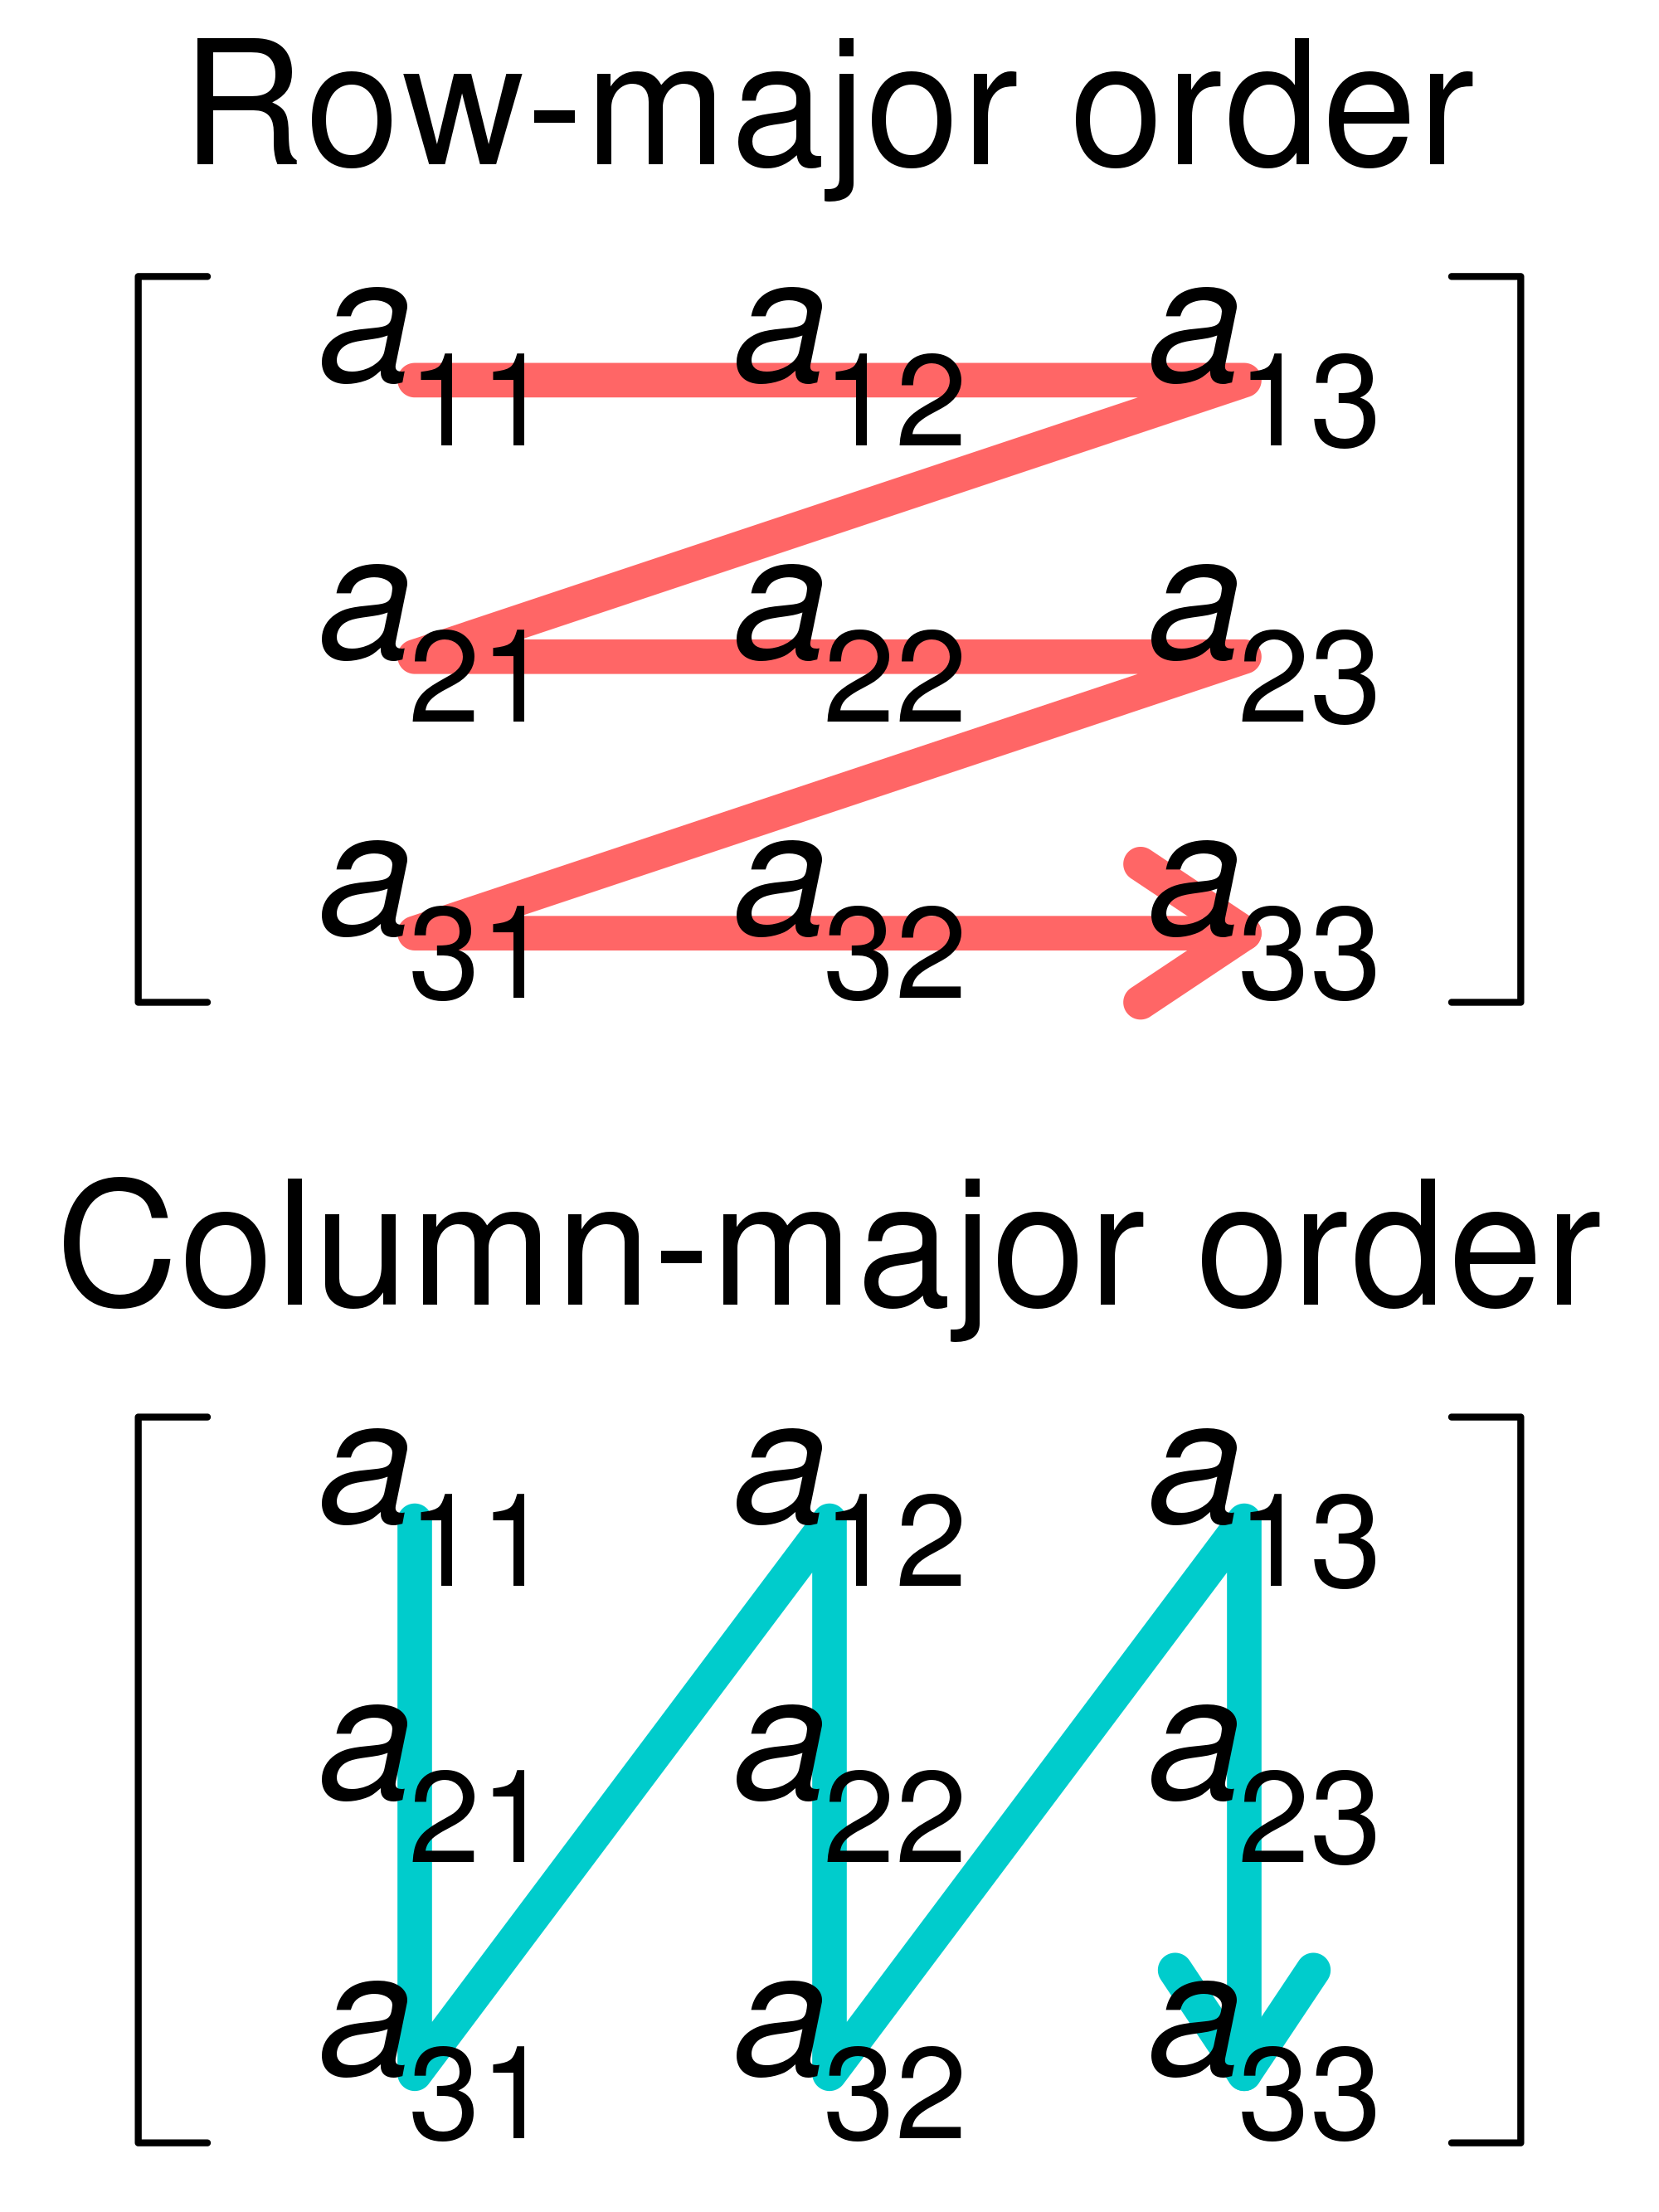 Row-major order
a11 a12 a13
a21 a22 a23
a31 a32 a33
Column-major order
a11 a12 a13
a21 a22 a23
a31 a32 a33